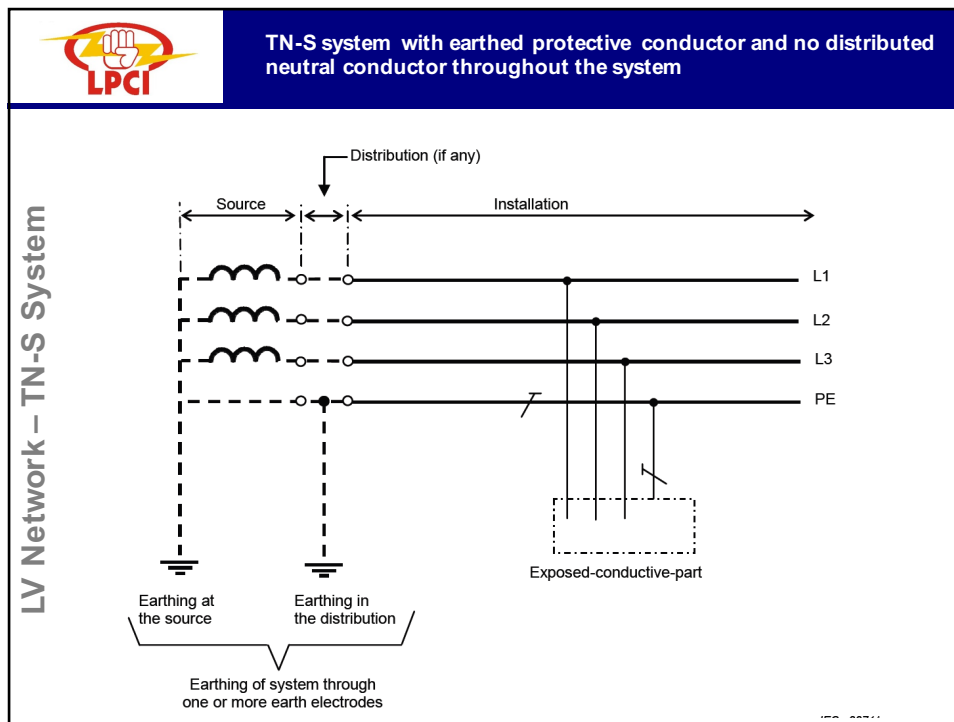 LPCI
TN-S system with earthed protective conductor and no distributed
neutral conductor throughout the system
LV Network – TN-S System
Distribution (if any)
Source
Installation
L1
L2
L3
PE
Exposed-conductive-part
Earthing at
the source
Earthing in
the distribution
Earthing of system through
one or more earth electrodes